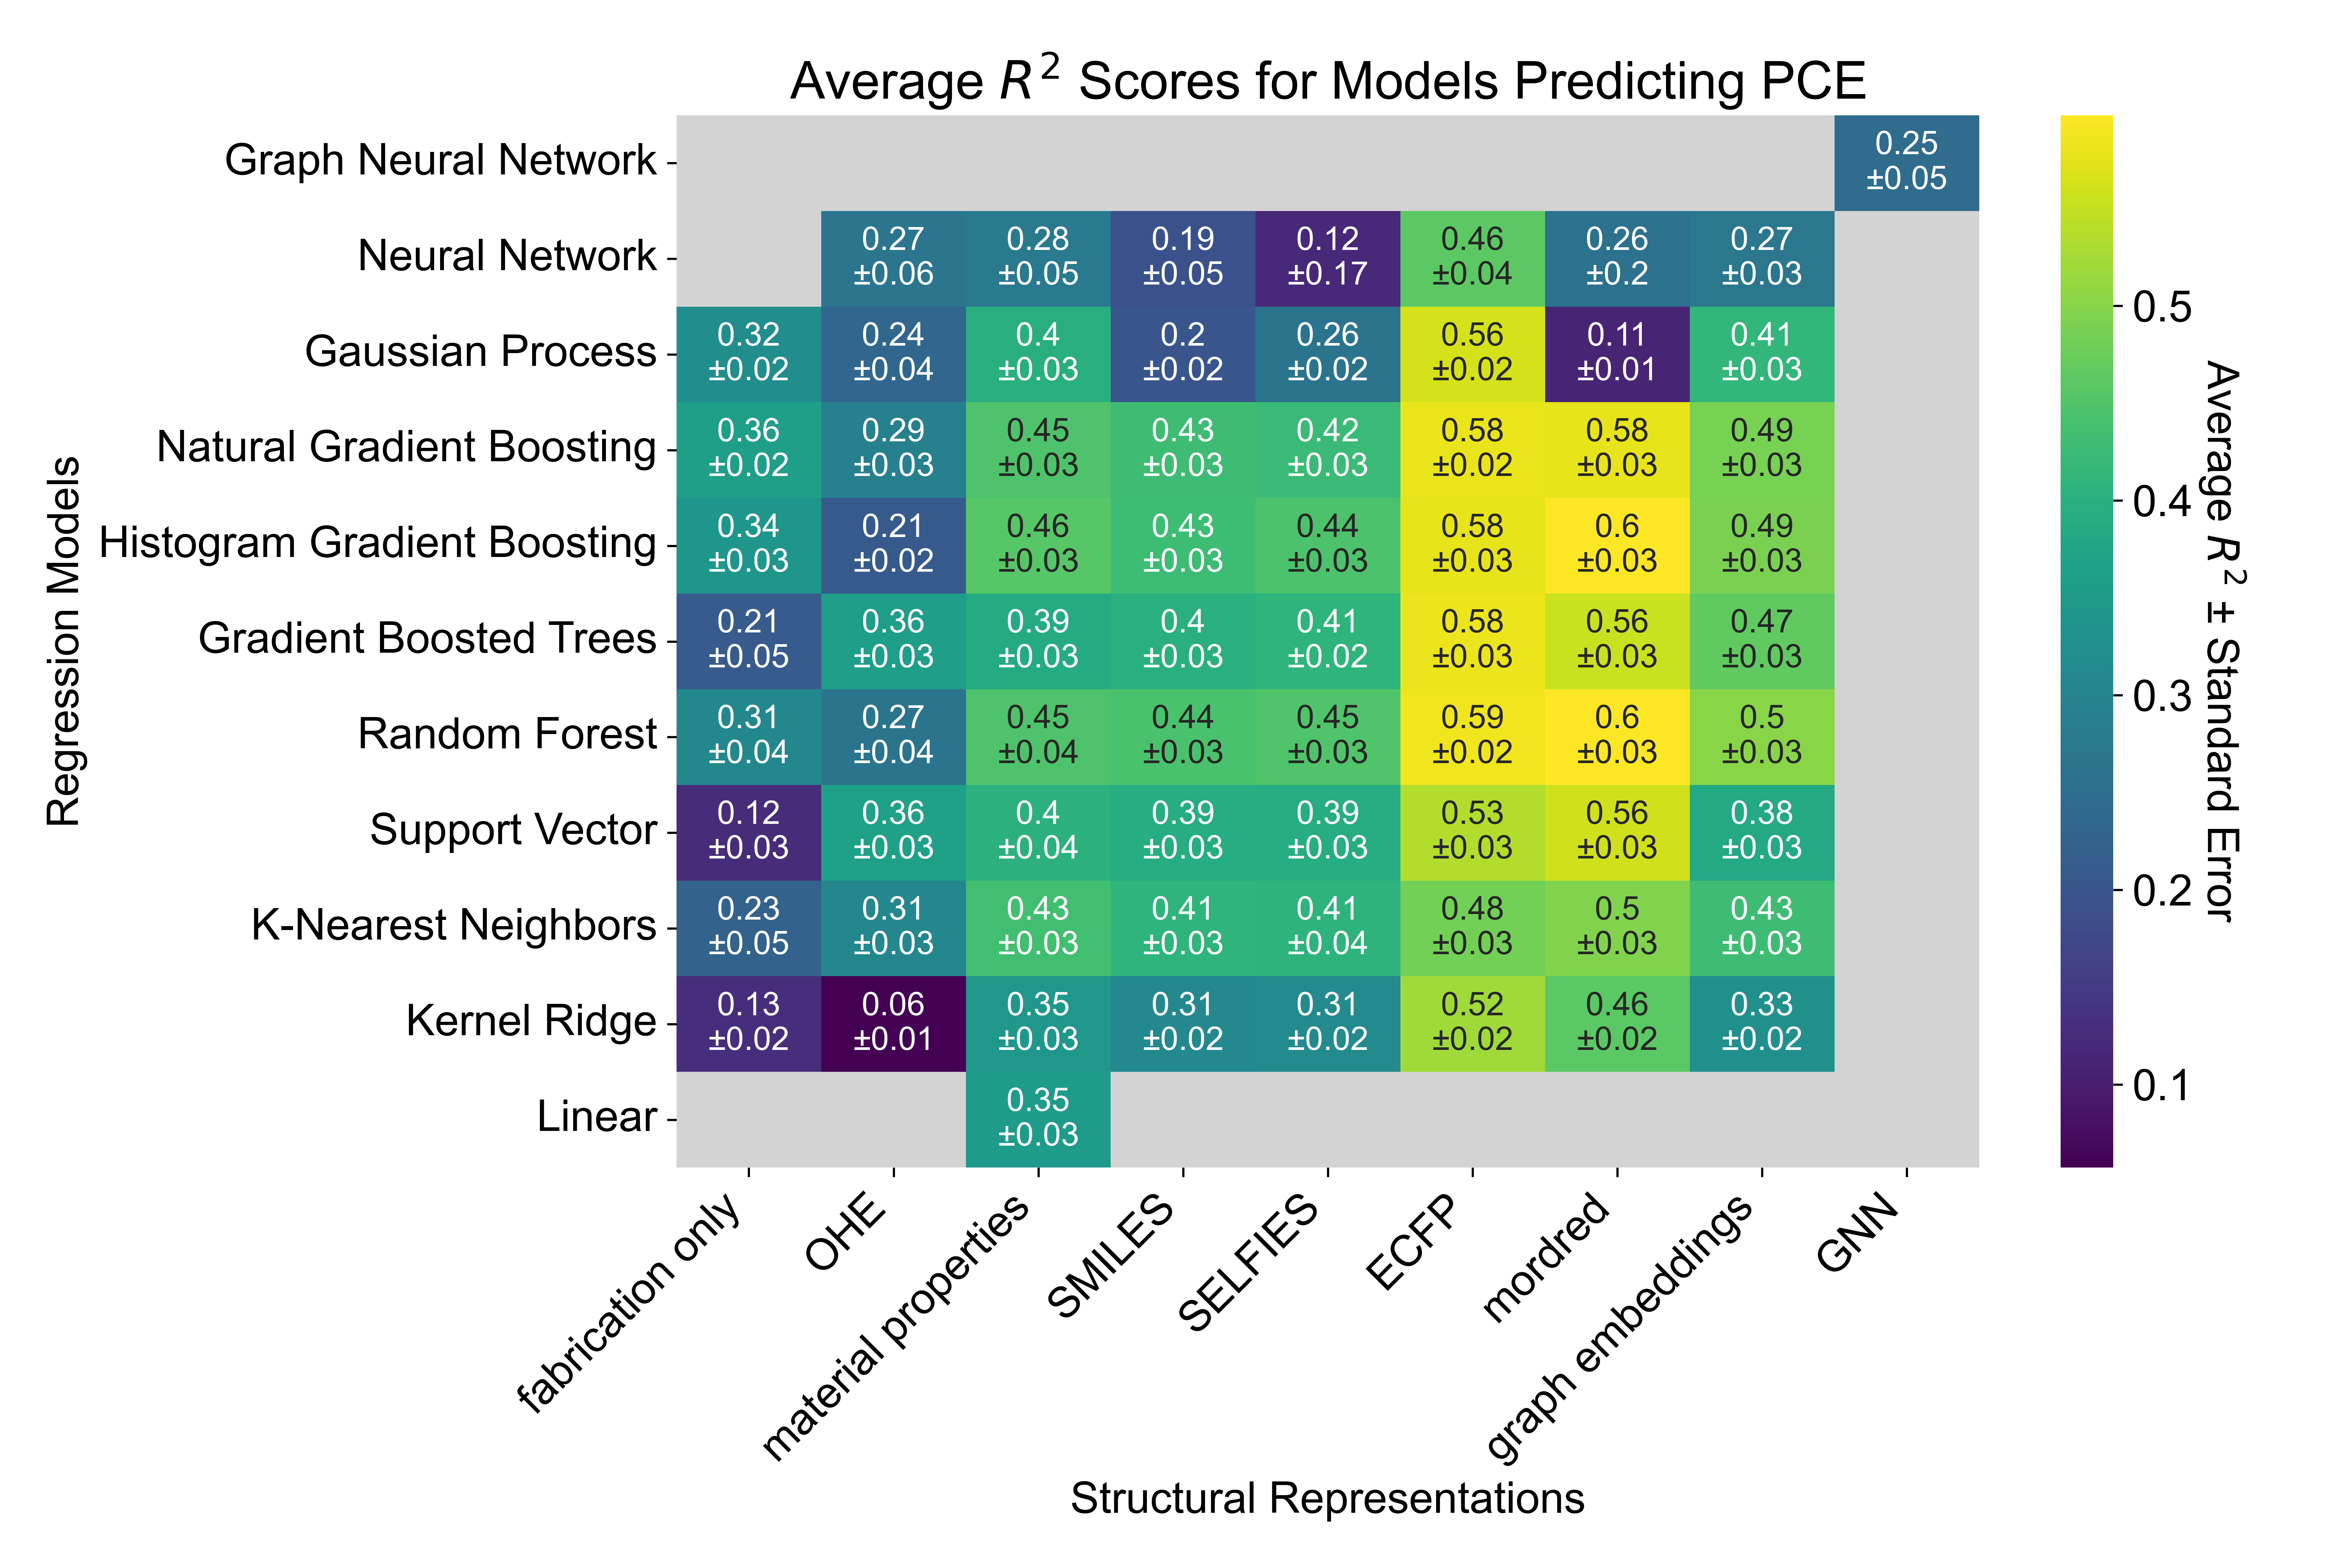 Average R² Scores for Models Predicting PCE
Regression Models
Graph Neural Network
0.25
±0.05
Neural Network
0.27 0.28 0.19 0.12 0.46 0.26 0.27
±0.06 ±0.05 ±0.05 ±0.17 ±0.04 ±0.2 ±0.03
Gaussian Process
0.32 0.24 0.4 0.2 0.26 0.56 0.11 0.41
±0.02 ±0.04 ±0.03 ±0.02 ±0.02 ±0.02 ±0.01 ±0.03
Natural Gradient Boosting
0.36 0.29 0.45 0.43 0.42 0.58 0.58 0.49
±0.02 ±0.03 ±0.03 ±0.03 ±0.03 ±0.02 ±0.03 ±0.03
Histogram Gradient Boosting
0.34 0.21 0.46 0.43 0.44 0.58 0.6 0.49
±0.03 ±0.02 ±0.03 ±0.03 ±0.03 ±0.03 ±0.03 ±0.03
Gradient Boosted Trees
0.21 0.36 0.39 0.4 0.41 0.58 0.56 0.47
±0.05 ±0.03 ±0.03 ±0.03 ±0.02 ±0.03 ±0.03 ±0.03
Random Forest
0.31 0.27 0.45 0.44 0.45 0.59 0.6 0.5
±0.04 ±0.04 ±0.04 ±0.03 ±0.03 ±0.02 ±0.03 ±0.03
Support Vector
0.12 0.36 0.4 0.39 0.39 0.53 0.56 0.38
±0.03 ±0.03 ±0.04 ±0.03 ±0.03 ±0.03 ±0.03 ±0.03
K-Nearest Neighbors
0.23 0.31 0.43 0.41 0.41 0.48 0.5 0.43
±0.05 ±0.03 ±0.03 ±0.03 ±0.04 ±0.03 ±0.03 ±0.03
Kernel Ridge
0.13 0.06 0.35 0.31 0.31 0.52 0.46 0.33
±0.02 ±0.01 ±0.03 ±0.02 ±0.02 ±0.02 ±0.02 ±0.02
Linear
0.35
±0.03
fabrication only
OHE
material properties
SMILES
SELFIES
ECFP
mordred
graph embeddings
GNN
Structural Representations
0.5
0.4
0.3
0.2
0.1
Average R² ± Standard Error